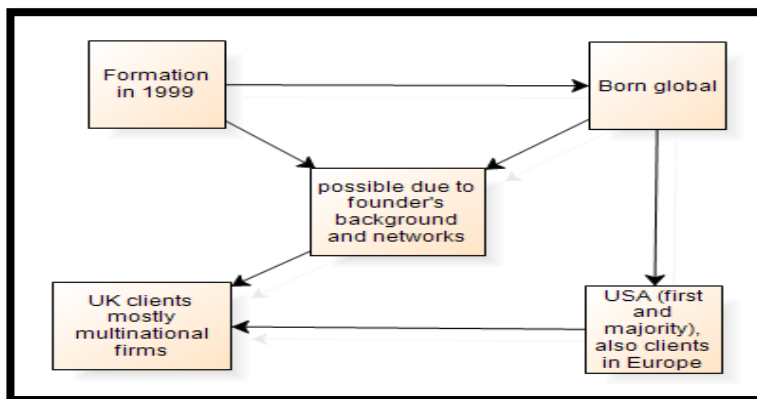 Formation
in 1999
Born global
possible due to
founder's
background
and networks
UK clients
mostly
multinational
firms
USA (first
and
majority),
also clients
in Europe